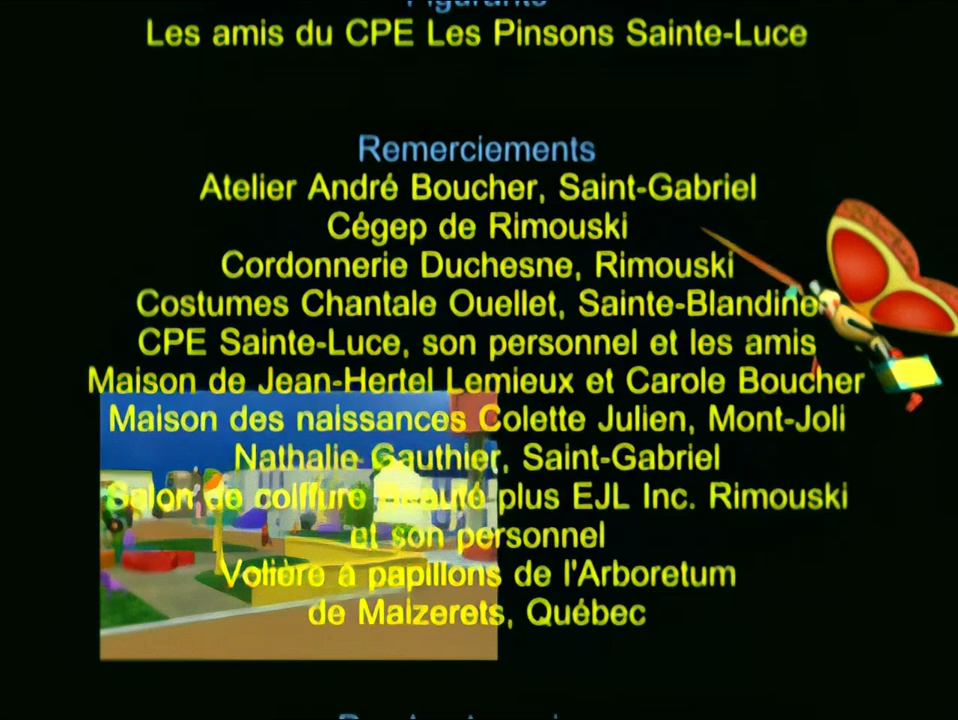 Figurants
Les amis du CPE Les Pinsons Sainte-Luce
Remerciements
Atelier André Boucher, Saint-Gabriel
Cégep de Rimouski
Cordonnerie Duchesne, Rimouski
Costumes Chantale Ouellet, Sainte-Blandine
CPE Sainte-Luce, son personnel et les amis
Maison de Jean-Hertel Lemieux et Carole Boucher
Maison des naissances Colette Julien, Mont-Joli
Nathalie Gauthier, Saint-Gabriel
Salon de coiffure Beauté plus EJL Inc. Rimouski
et son personnel
Volière à papillons de l'Arboretum
de Maizerets, Québec